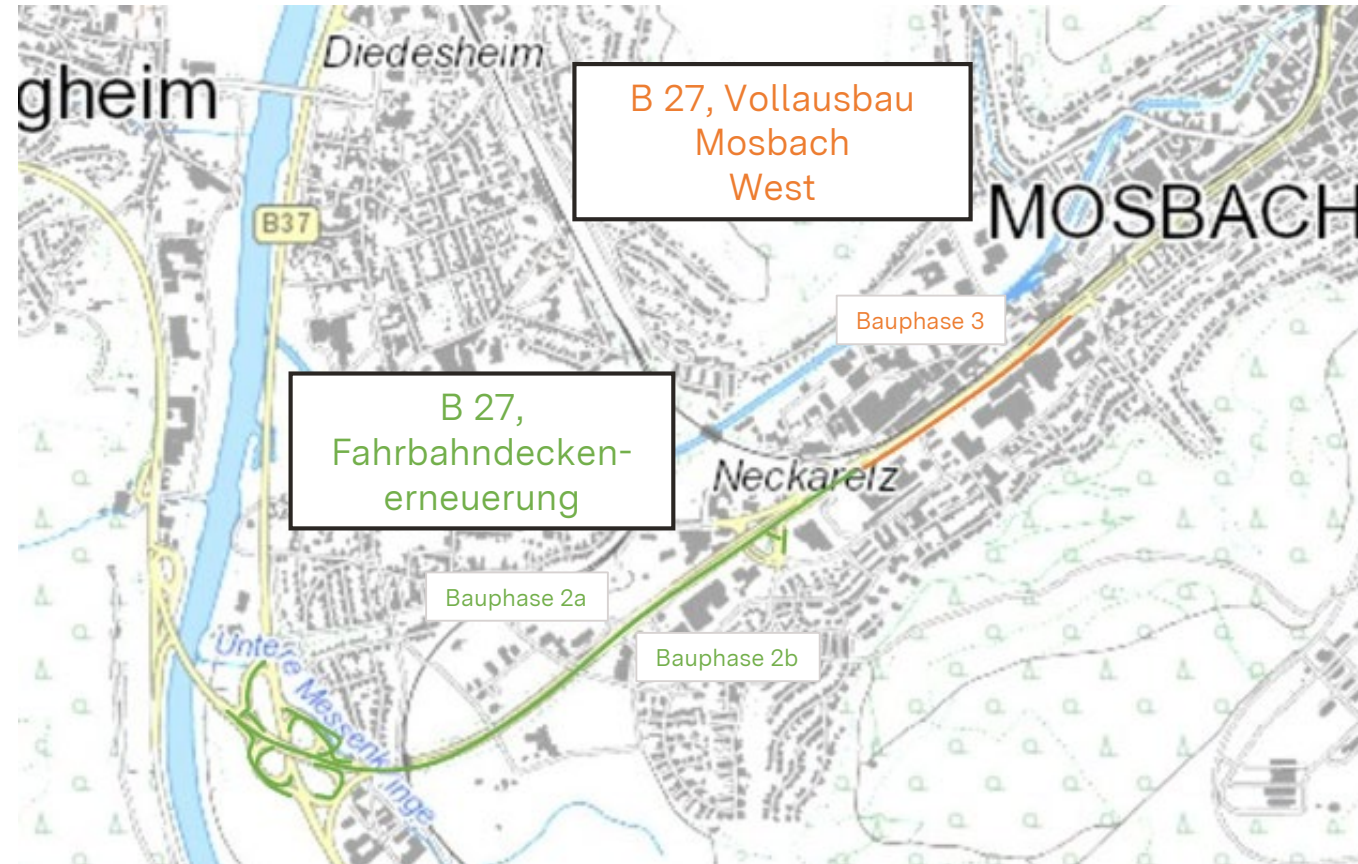 Diedesheim
gheim
B 27, Vollausbau
Mosbach
West
MOSBACH
B37
Bauphase 3
B 27,
Fahrbahndecken-
erneuerung
Neckarelz
Bauphase 2a
Bauphase 2b
Untere Messenklinge